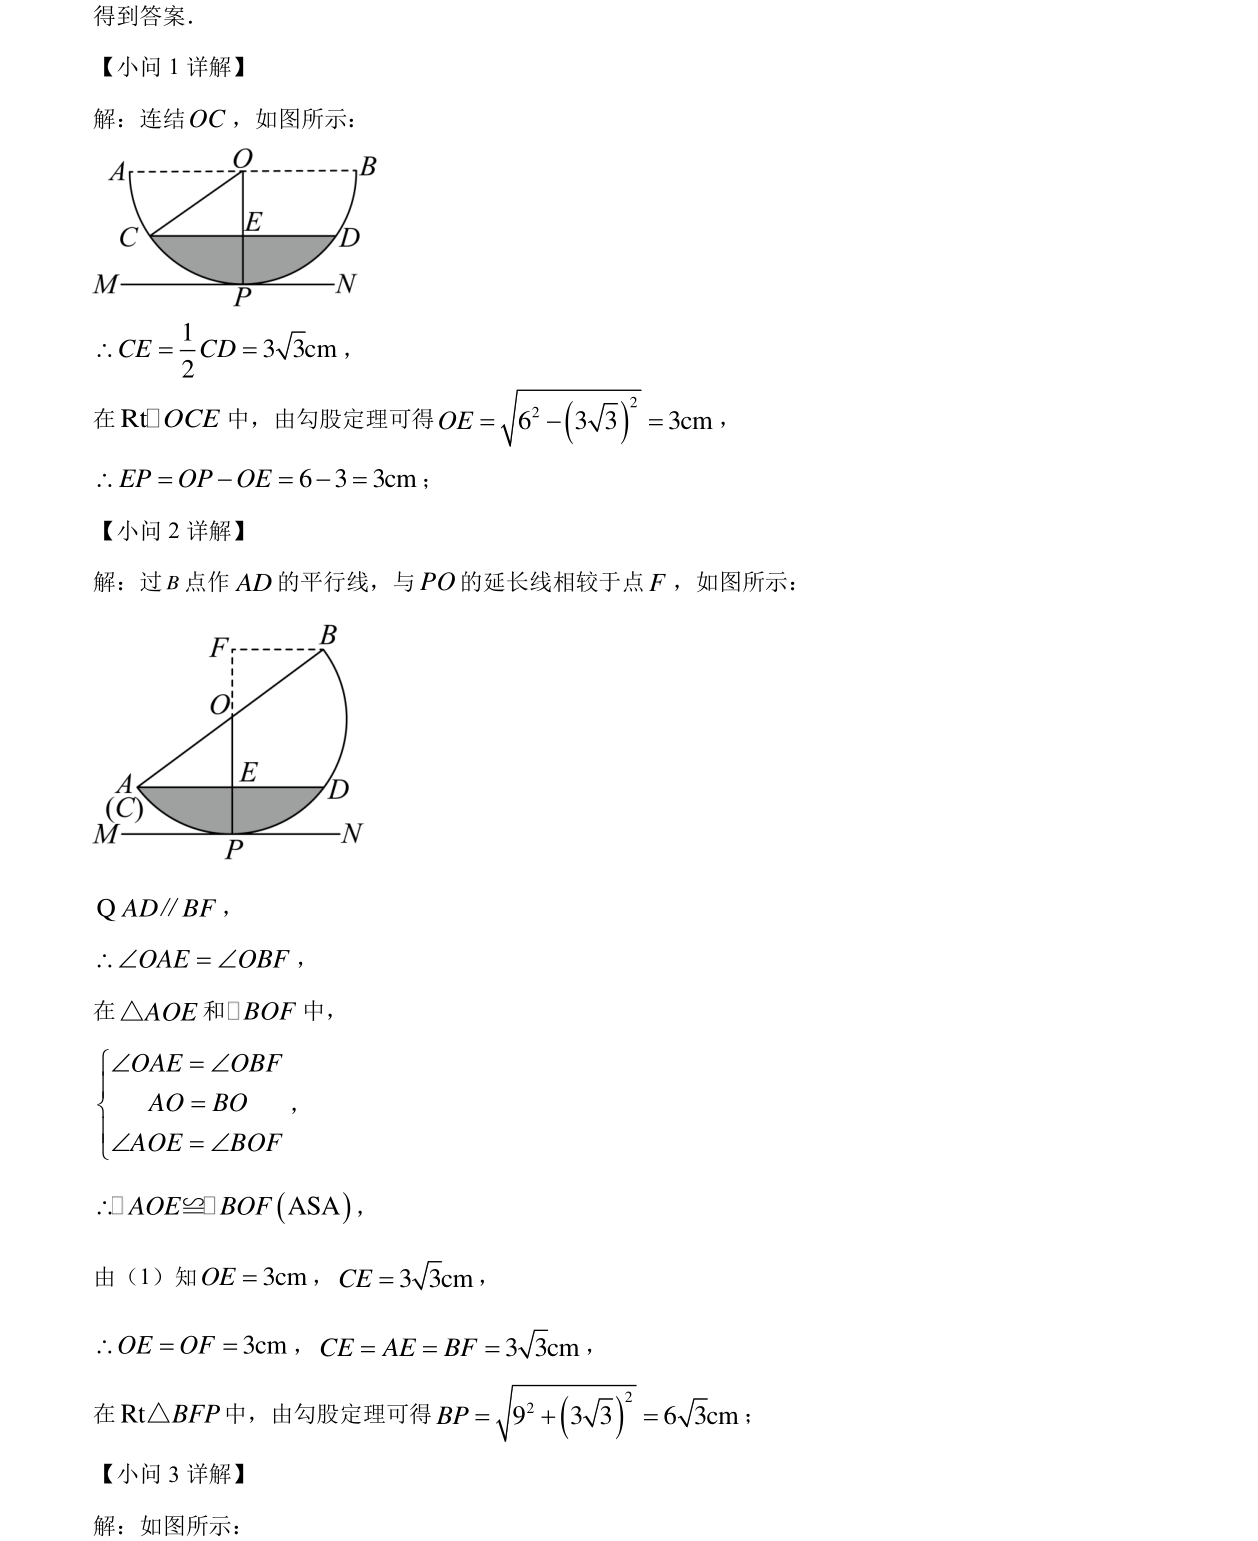 得到答案．
【小问 1 详解】
解：连结OC，如图所示：
A O B
C E D
M P N
∴CE=1/2CD=3√3cm，
在Rt□OCE中，由勾股定理可得OE=√(6²−(3√3)²)=3cm，
∴EP=OP−OE=6−3=3cm；
【小问 2 详解】
解：过B点作AD的平行线，与PO的延长线相较于点F，如图所示：
F B
O
A E D
(C)
M P N
Q AD∥BF，
∴∠OAE=∠OBF，
在△AOE和□BOF中，
{∠OAE=∠OBF
AO=BO，
∠AOE=∠BOF
∴□AOE≌□BOF(ASA)，
由（1）知OE=3cm，CE=3√3cm，
∴OE=OF=3cm，CE=AE=BF=3√3cm，
在Rt△BFP中，由勾股定理可得BP=√(9²+(3√3)²)=6√3cm；
【小问 3 详解】
解：如图所示：